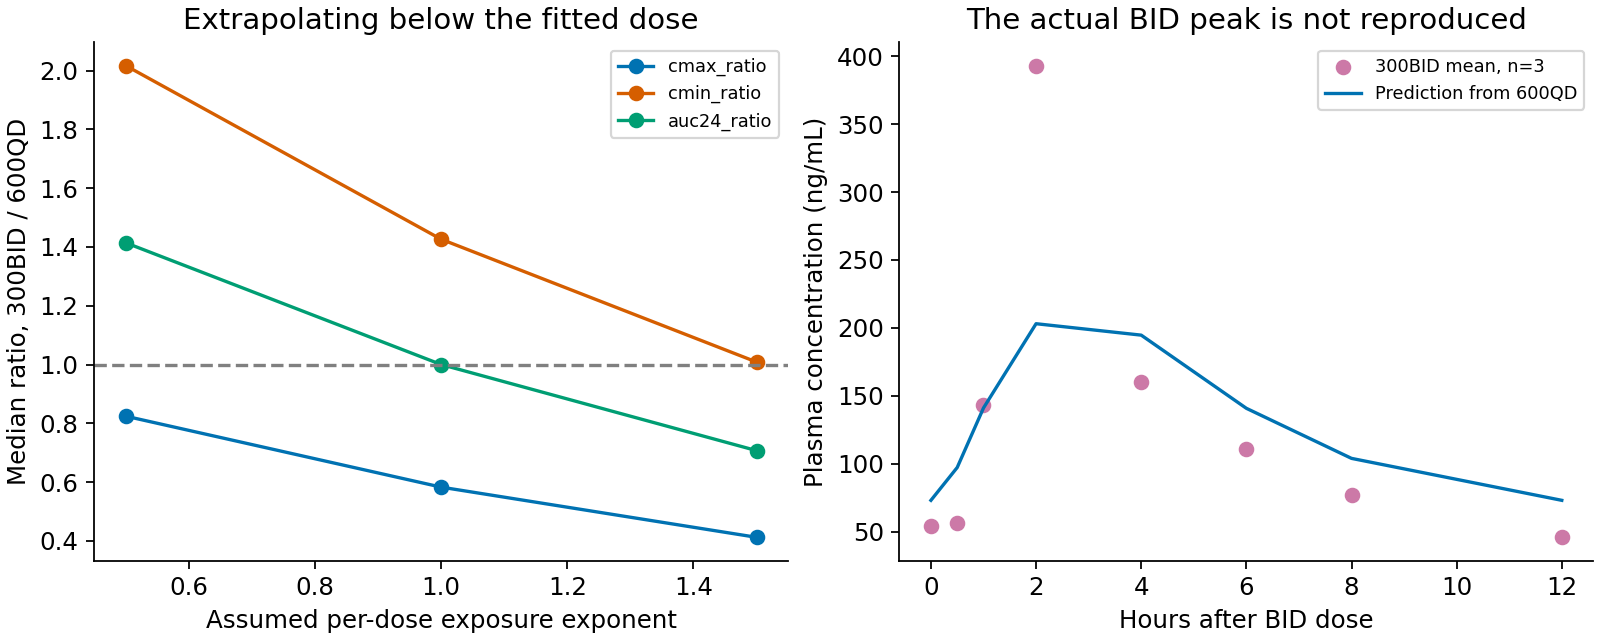 Extrapolating below the fitted dose
Median ratio, 300BID / 600QD
2.0
1.8
1.6
1.4
1.2
1.0
0.8
0.6
0.4
cmax_ratio
cmin_ratio
auc24_ratio
0.6 0.8 1.0 1.2 1.4
Assumed per-dose exposure exponent
The actual BID peak is not reproduced
Plasma concentration (ng/mL)
400
350
300
250
200
150
100
50
300BID mean, n=3
Prediction from 600QD
0 2 4 6 8 10 12
Hours after BID dose